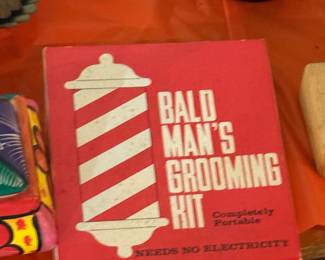 BALD
MAN'S
GROOMING
KIT
Completely
Portable
NEEDS NO ELECTRICITY